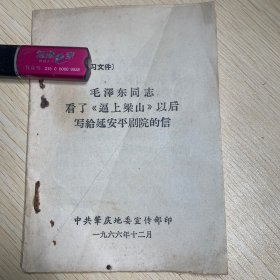 习文件〕
毛澤东同志
看了《逼上梁山》以后
写給延安平剧院的信
中共肇庆地委宣传部印
一九六六年十二月